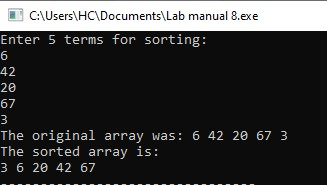 C:\Users\HC\Documents\Lab manual 8.exe
Enter 5 terms for sorting:
6
42
20
67
3
The original array was: 6 42 20 67 3
The sorted array is:
3 6 20 42 67
--------------------------------